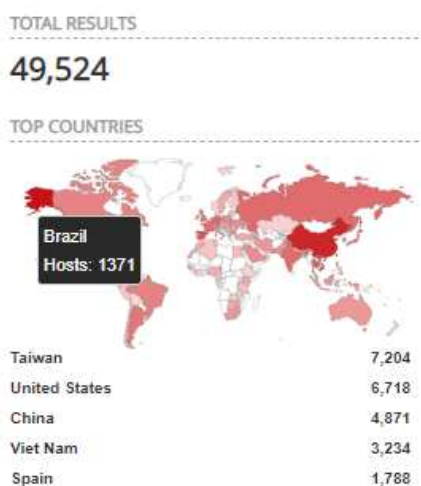 TOTAL RESULTS
49,524
TOP COUNTRIES
Brazil
Hosts: 1371
Taiwan 7,204
United States 6,718
China 4,871
Viet Nam 3,234
Spain 1,788